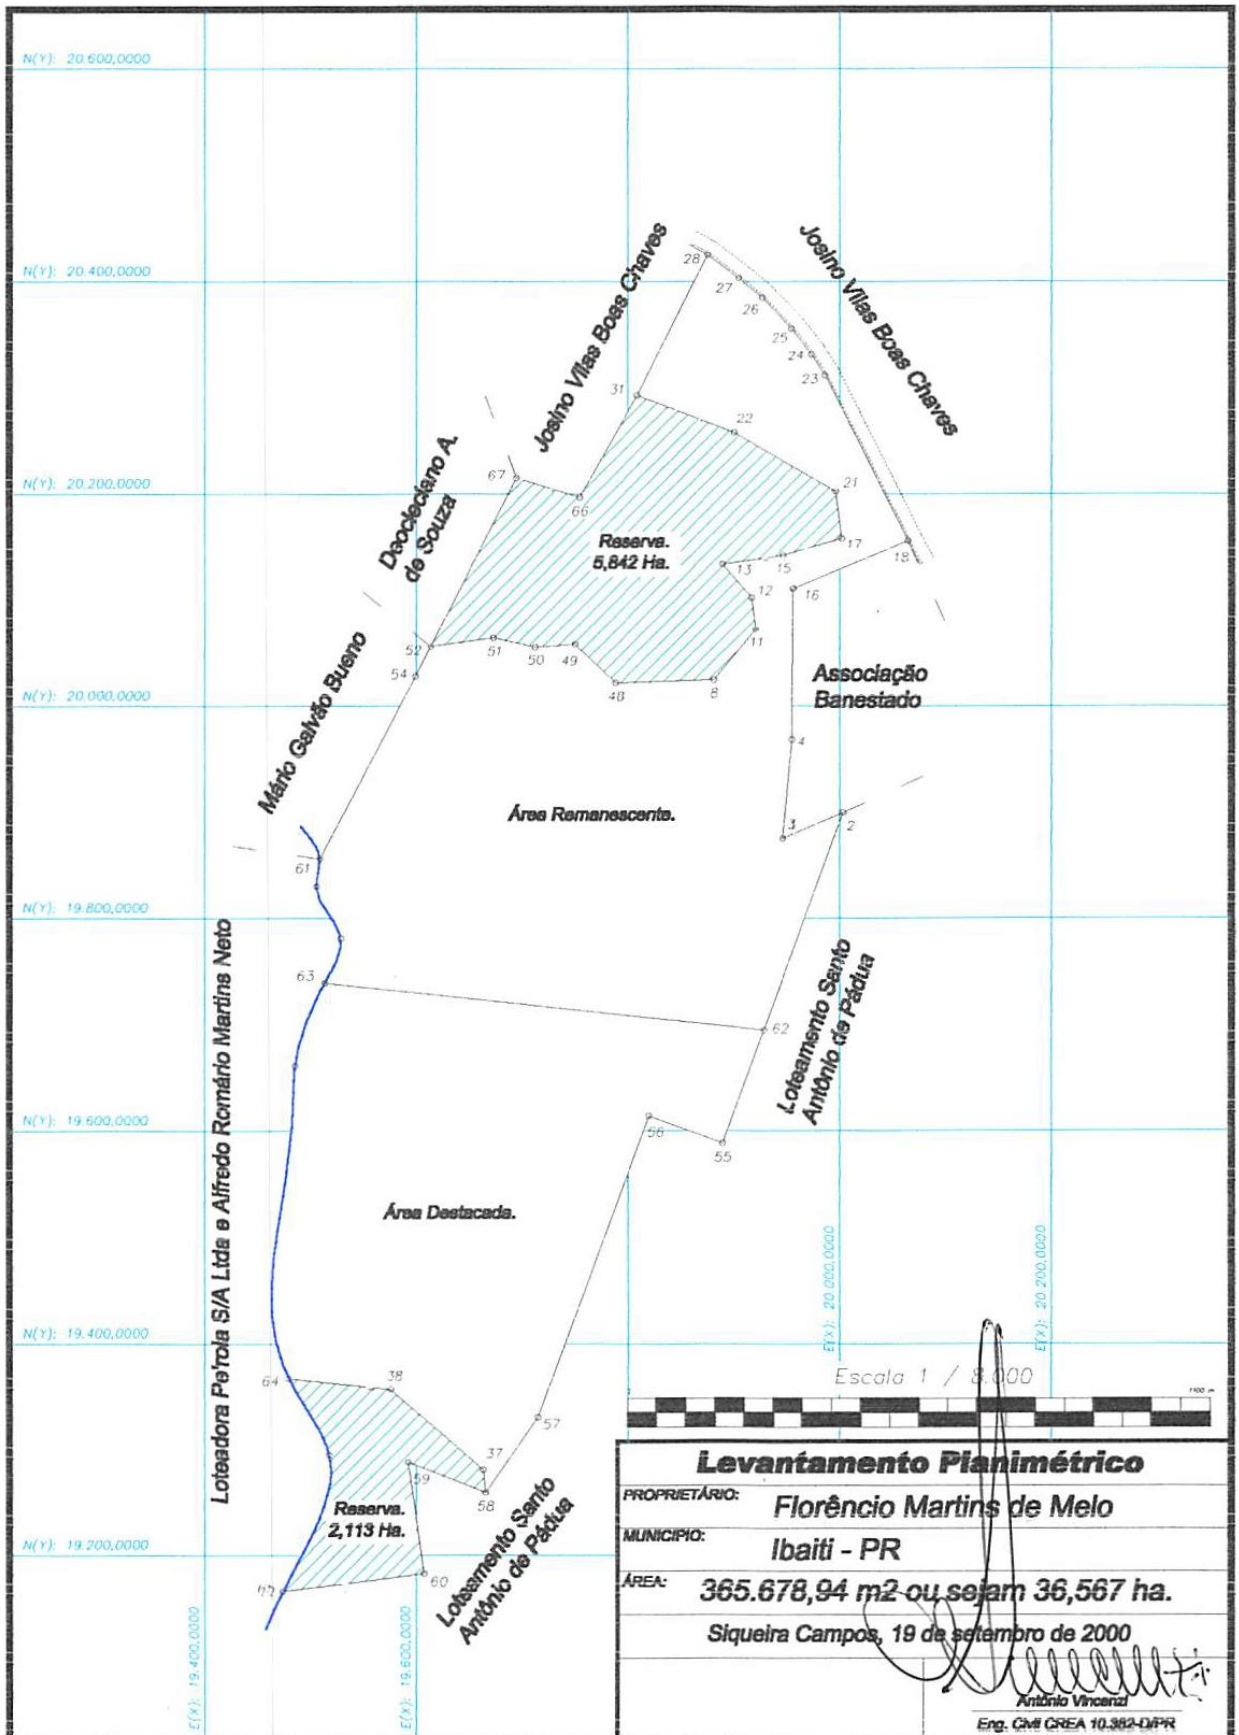 N(Y): 20.600,0000
N(Y): 20.400,0000
N(Y): 20.200,0000
N(Y): 20.000,0000
N(Y): 19.800,0000
N(Y): 19.600,0000
N(Y): 19.400,0000
N(Y): 19.200,0000
Josino Vilas Boas Chaves
Josino Vilas Boas Chaves
28
27
26
25
24
23
31
22
Deocleciano A.
de Souza
67
66
21
Reserva.
5,842 Ha.
17
18
13
15
12
16
11
52
51
50
49
54
48
8
Associação
Banestado
Mário Galvão Bueno
4
Área Remanescente.
3
2
61
Loteadora Pe'rola S/A Ltda e Alfredo Romário Martins Neto
63
62
Loteamento Santo
Antônio de Pádua
56
55
Área Destacada.
E(X): 20.000,0000
E(X): 20.200,0000
64
38
57
37
59
58
Reserva.
2,113 Ha.
60
Loteamento Santo
Antônio de Pádua
E(X): 19.400,0000
E(X): 19.600,0000
Escala 1 / 8.000
Levantamento Planimétrico
PROPRIETÁRIO: Florêncio Martins de Melo
MUNICIPIO: Ibaiti - PR
ÁREA: 365.678,94 m2 ou sejam 36,567 ha.
Siqueira Campos, 19 de setembro de 2000
Antônio Vincenzi
Eng. Civil CREA 10.382-D/PR